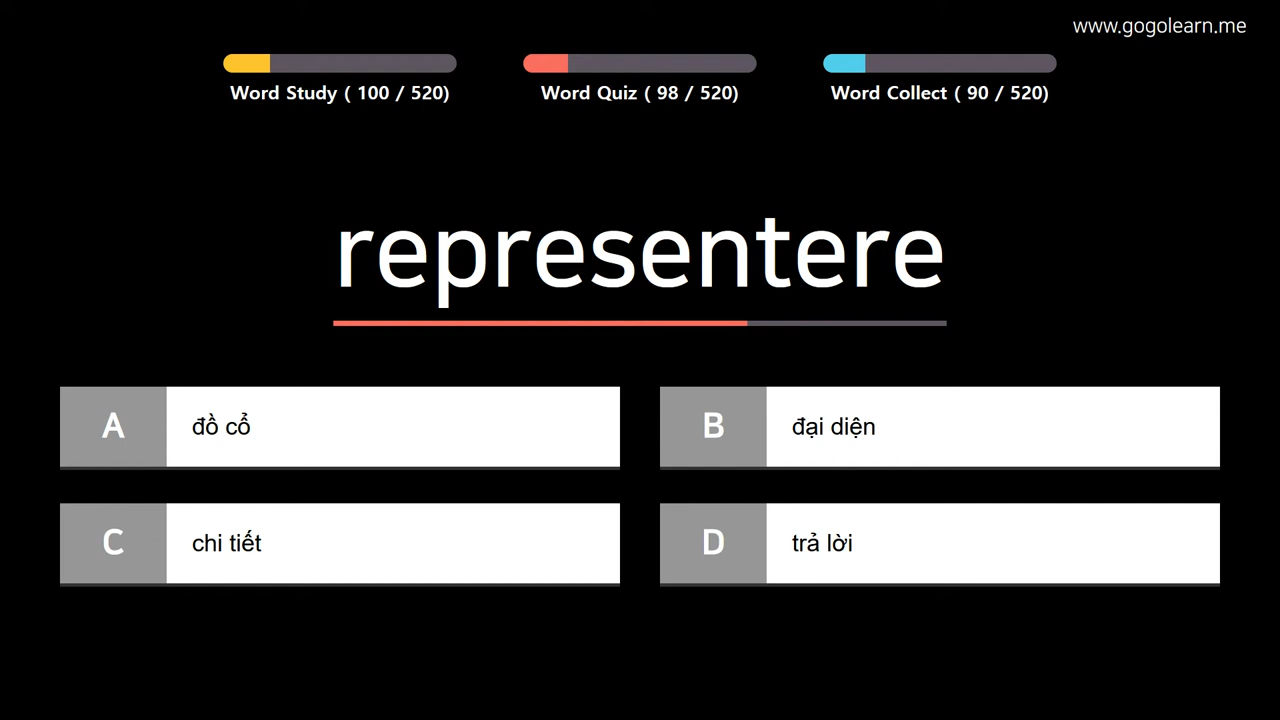 www.gogolearn.me
Word Study ( 100 / 520)
Word Quiz ( 98 / 520)
Word Collect ( 90 / 520)
representere
A đồ cổ
B đại diện
C chi tiết
D trả lời